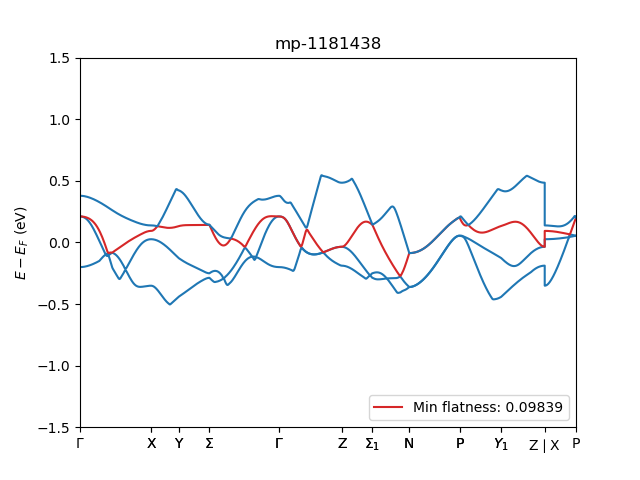 mp-1181438
E − E_F (eV)
1.5
1.0
0.5
0.0
−0.5
−1.0
−1.5
Min flatness: 0.09839
Γ X Y Σ Γ Z Σ₁ N P Y₁ Z | X P